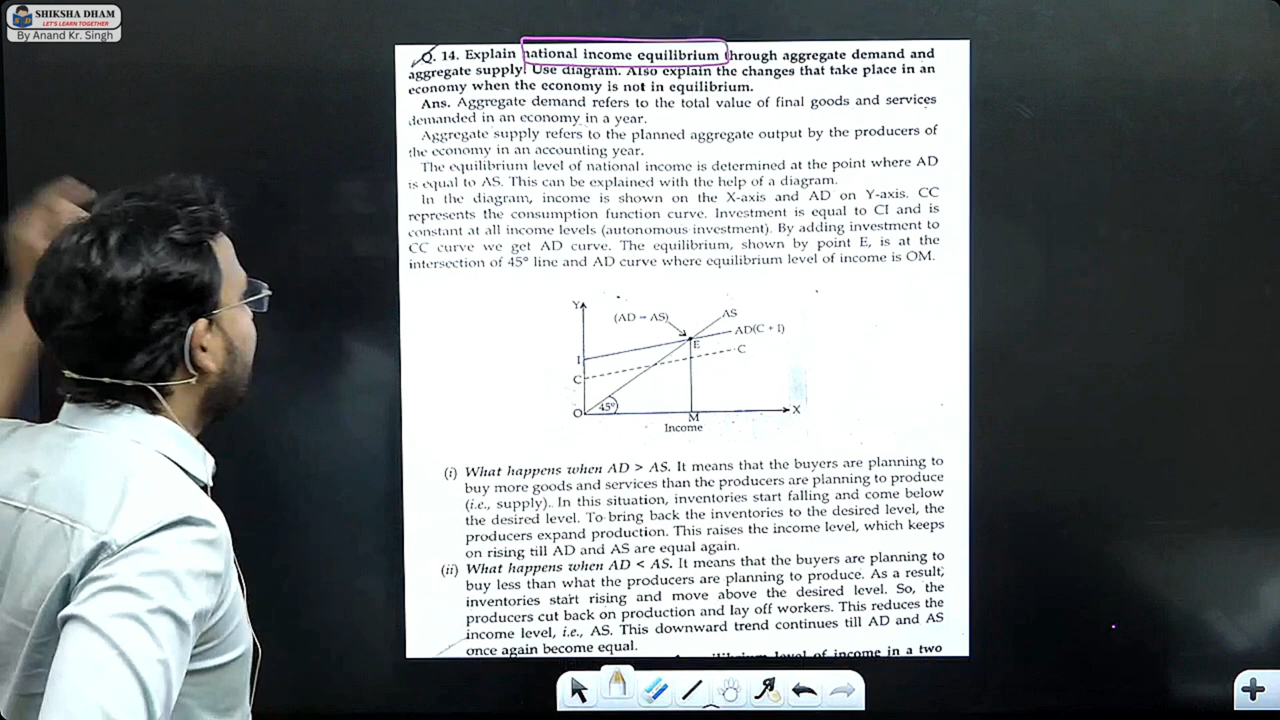 SHIKSHA DHAM
LET'S LEARN TOGETHER
By Anand Kr. Singh
Q. 14. Explain national income equilibrium through aggregate demand and
aggregate supply. Use diagram. Also explain the changes that take place in an
economy when the economy is not in equilibrium.
Ans. Aggregate demand refers to the total value of final goods and services
demanded in an economy in a year.
Aggregate supply refers to the planned aggregate output by the producers of
the economy in an accounting year.
The equilibrium level of national income is determined at the point where AD
is equal to AS. This can be explained with the help of a diagram.
In the diagram, income is shown on the X-axis and AD on Y-axis. CC
represents the consumption function curve. Investment is equal to CI and is
constant at all income levels (autonomous investment). By adding investment to
CC curve we get AD curve. The equilibrium, shown by point E, is at the
intersection of 45° line and AD curve where equilibrium level of income is OM.
Y
(AD = AS)
AS
AD(C + I)
E
C
I
C
O
45°
M
X
Income
(i) What happens when AD > AS. It means that the buyers are planning to
buy more goods and services than the producers are planning to produce
(i.e., supply). In this situation, inventories start falling and come below
the desired level. To bring back the inventories to the desired level, the
producers expand production. This raises the income level, which keeps
on rising till AD and AS are equal again.
(ii) What happens when AD < AS. It means that the buyers are planning to
buy less than what the producers are planning to produce. As a result,
inventories start rising and move above the desired level. So, the
producers cut back on production and lay off workers. This reduces the
income level, i.e., AS. This downward trend continues till AD and AS
once again become equal.
level of income in a two